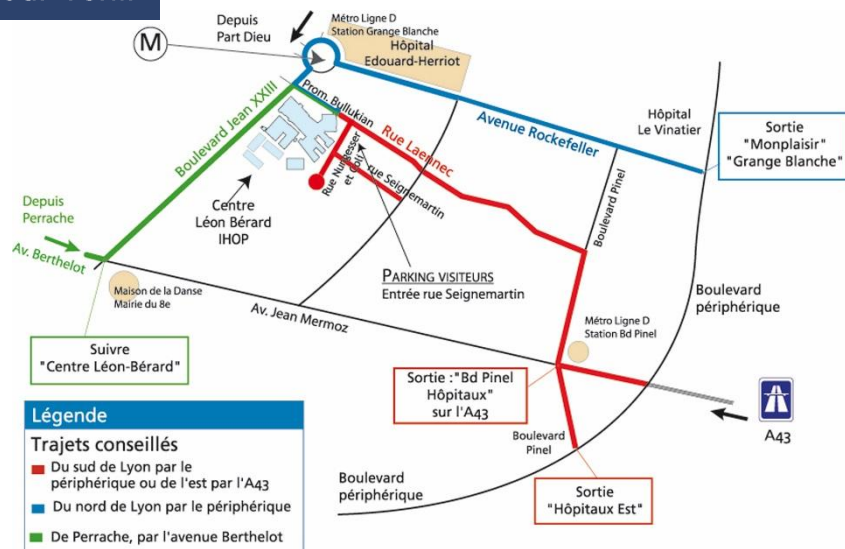 Depuis
Part Dieu
Métro Ligne D
Station Grange Blanche
M
Hôpital
Edouard-Herriot
Prom. Bullukian
Boulevard Jean XXIII
Rue Laennec
Avenue Rockefeller
Hôpital
Le Vinatier
Sortie
"Monplaisir"
"Grange Blanche"
Rue Nungesser
et Coli
rue Seignemartin
Boulevard Pinel
Centre
Léon Bérard
IHOP
Depuis
Perrache
Av. Berthelot
PARKING VISITEURS
Entrée rue Seignemartin
Boulevard
périphérique
Maison de la Danse
Mairie du 8e
Av. Jean Mermoz
Métro Ligne D
Station Bd Pinel
Suivre
"Centre Léon-Bérard"
Sortie :"Bd Pinel
Hôpitaux"
sur l'A43
A43
Boulevard
Pinel
Boulevard
périphérique
Sortie
"Hôpitaux Est"
Légende
Trajets conseillés
Du sud de Lyon par le
périphérique ou de l'est par l'A43
Du nord de Lyon par le périphérique
De Perrache, par l'avenue Berthelot